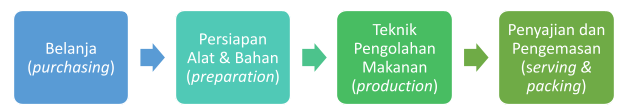 Belanja
(purchasing)
Persiapan
Alat & Bahan
(preparation)
Teknik
Pengolahan
Makanan
(production)
Penyajian dan
Pengemasan
(serving &
packing)